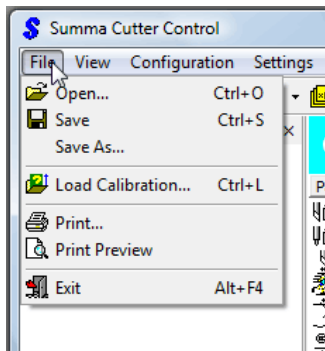 Summa Cutter Control
File View Configuration Settings
Open... Ctrl+O
Save Ctrl+S
Save As...
Load Calibration... Ctrl+L
Print...
Print Preview
Exit Alt+F4